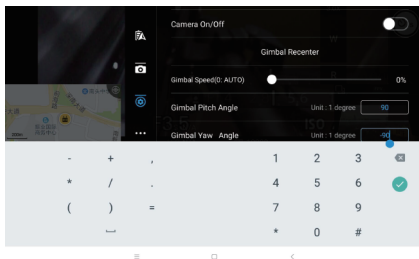 Camera On/Off
Gimbal Recenter
Gimbal Speed(0: AUTO) 0%
Gimbal Pitch Angle Unit : 1 degree 90
Gimbal Yaw Angle Unit : 1 degree -90
- + , 1 2 3
* / . 4 5 6
( ) = 7 8 9
* 0 #